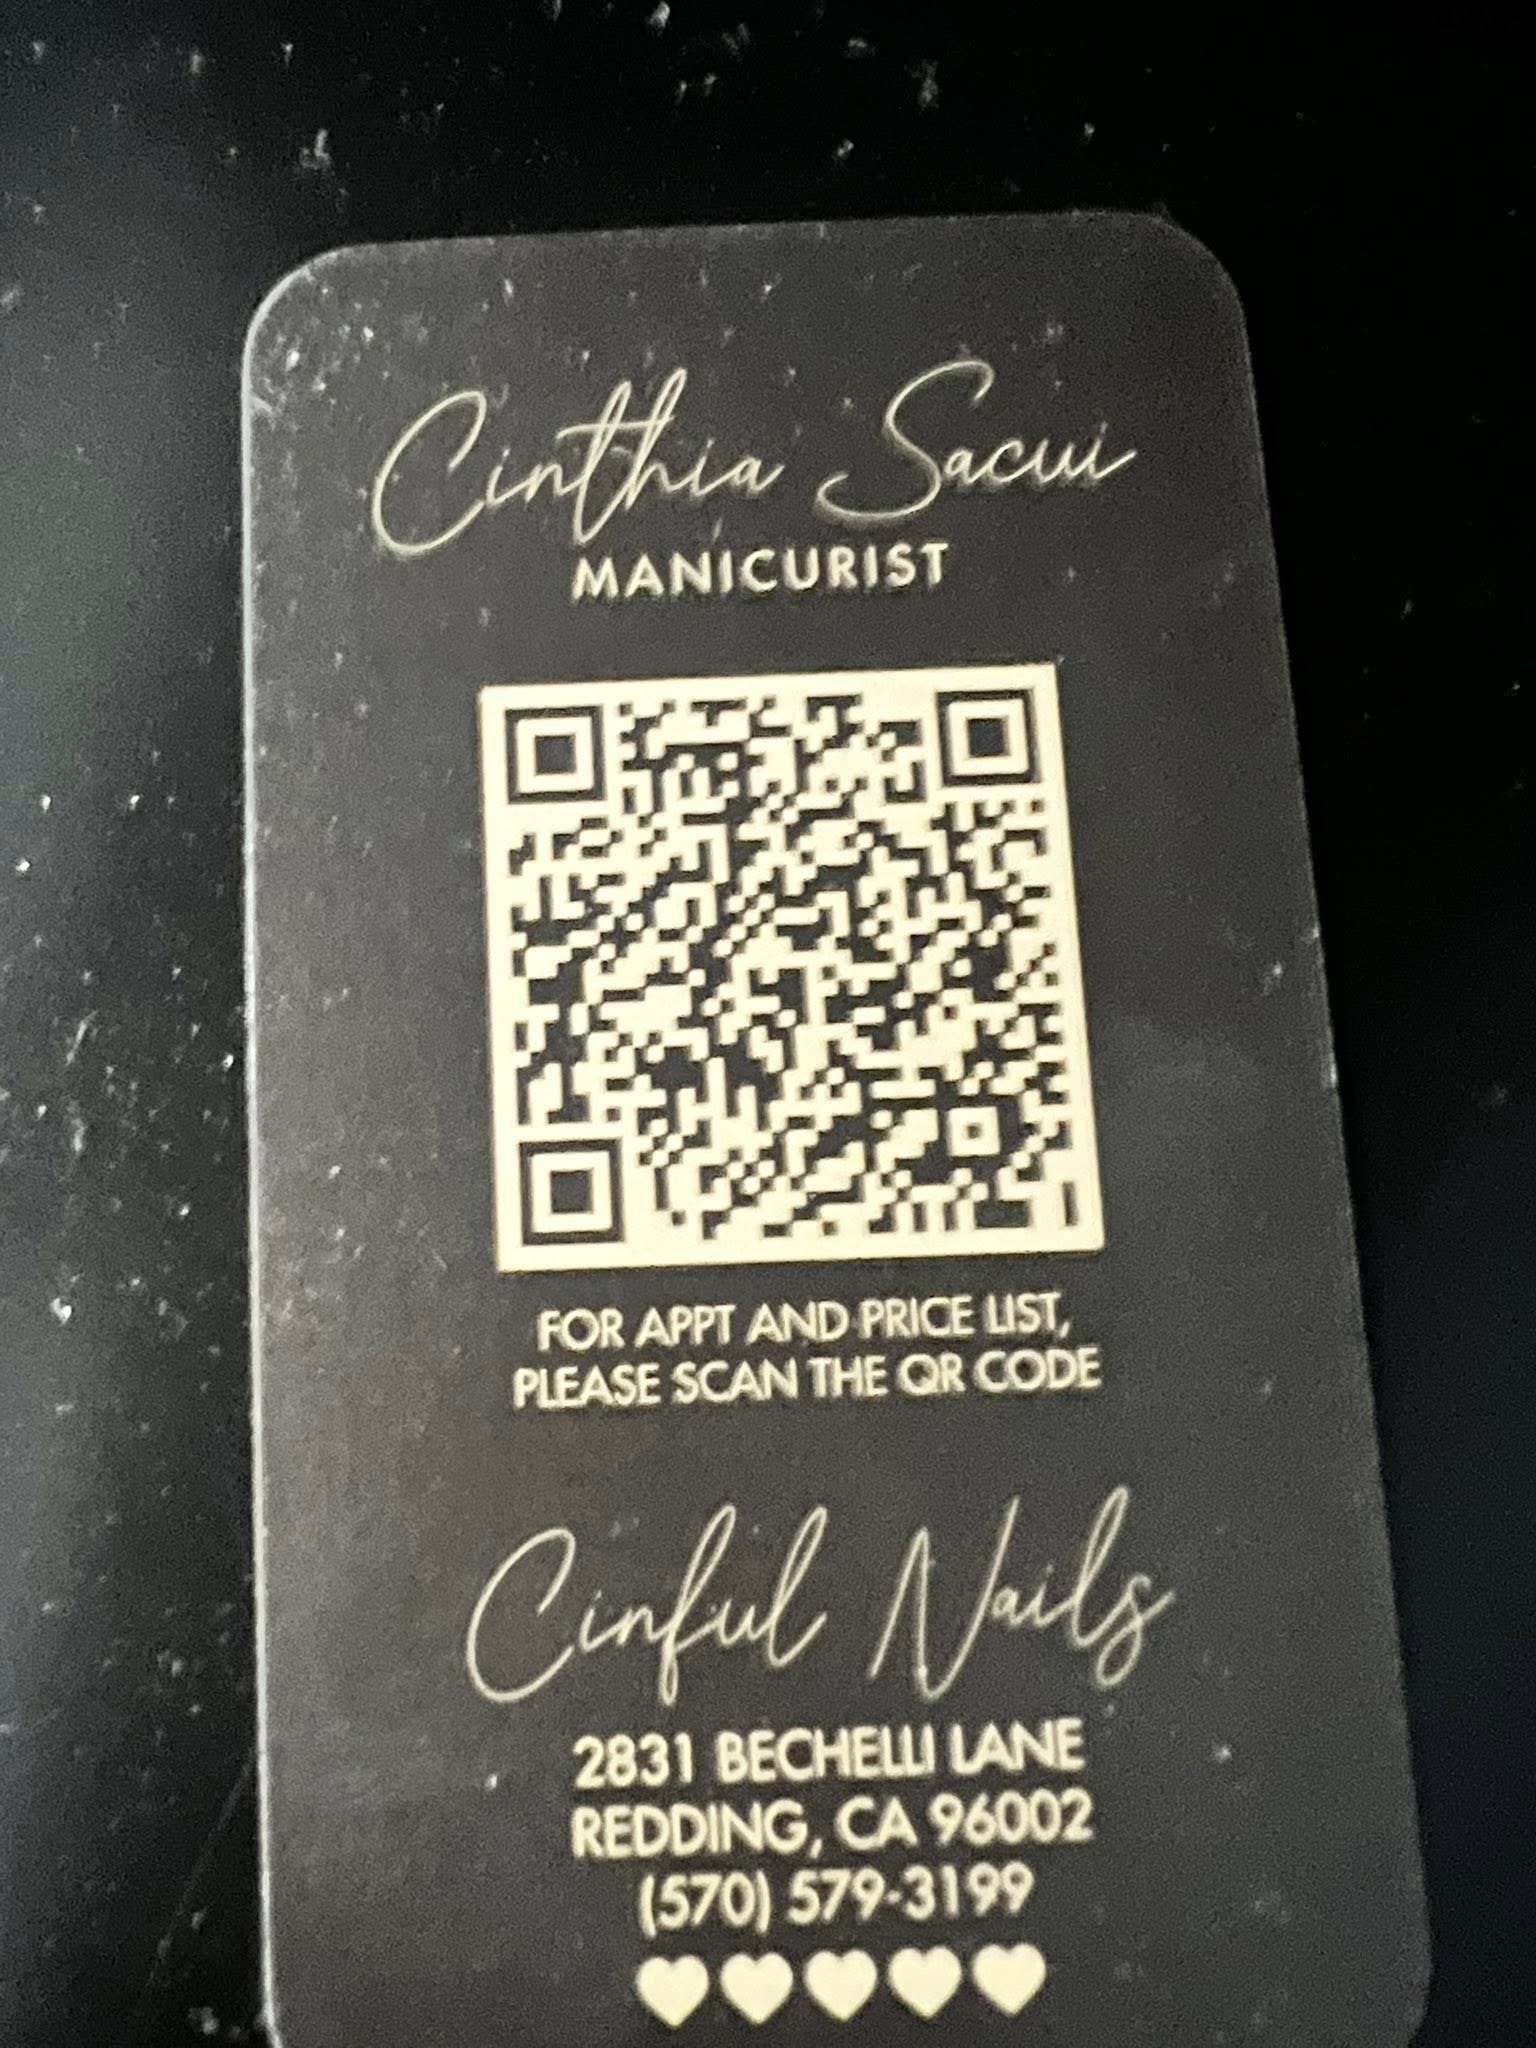 Cinthia Sacui
MANICURIST
FOR APPT AND PRICE LIST,
PLEASE SCAN THE QR CODE
Cinful Nails
2831 BECHELLI LANE
REDDING, CA 96002
(570) 579-3199